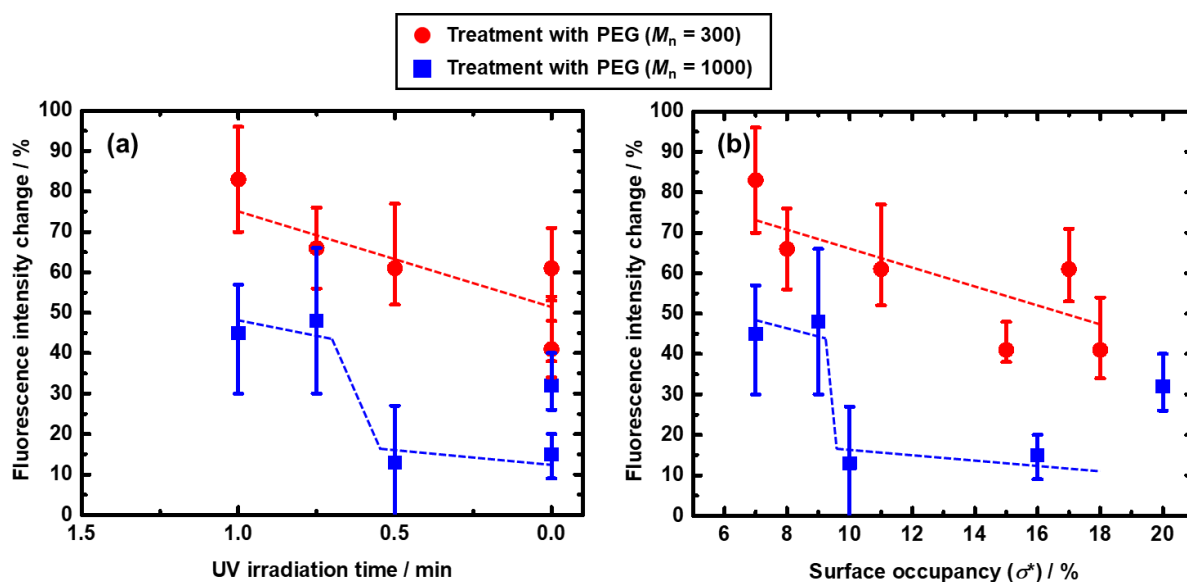 Treatment with PEG (Mn = 300)
Treatment with PEG (Mn = 1000)
(a)
Fluorescence intensity change / %
100
90
80
70
60
50
40
30
20
10
0
1.5 1.0 0.5 0.0
UV irradiation time / min
(b)
Fluorescence intensity change / %
100
90
80
70
60
50
40
30
20
10
0
6 8 10 12 14 16 18 20
Surface occupancy (σ*) / %